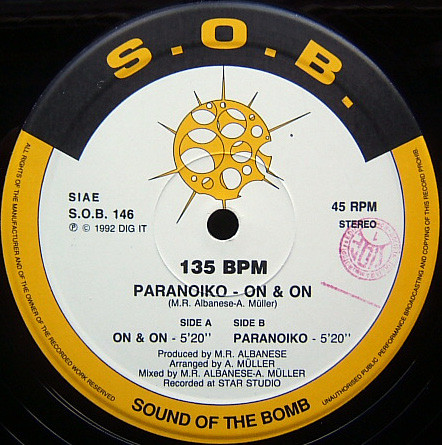 S.O.B.
SIAE
S.O.B. 146
℗ © 1992 DIG IT
45 RPM
STEREO
135 BPM
PARANOIKO - ON & ON
(M.R. Albanese-A. Müller)
SIDE A SIDE B
ON & ON - 5'20'' PARANOIKO - 5'20''
Produced by M.R. ALBANESE
Arranged by A. MÜLLER
Mixed by M.R. ALBANESE-A. MÜLLER
Recorded at STAR STUDIO
SOUND OF THE BOMB
ALL RIGHTS OF THE MANUFACTURER AND OF THE OWNER OF THE RECORDED WORK RESERVED
UNAUTHORISED PUBLIC PERFORMANCE BROADCASTING AND COPYING OF THIS RECORD PROHIB.